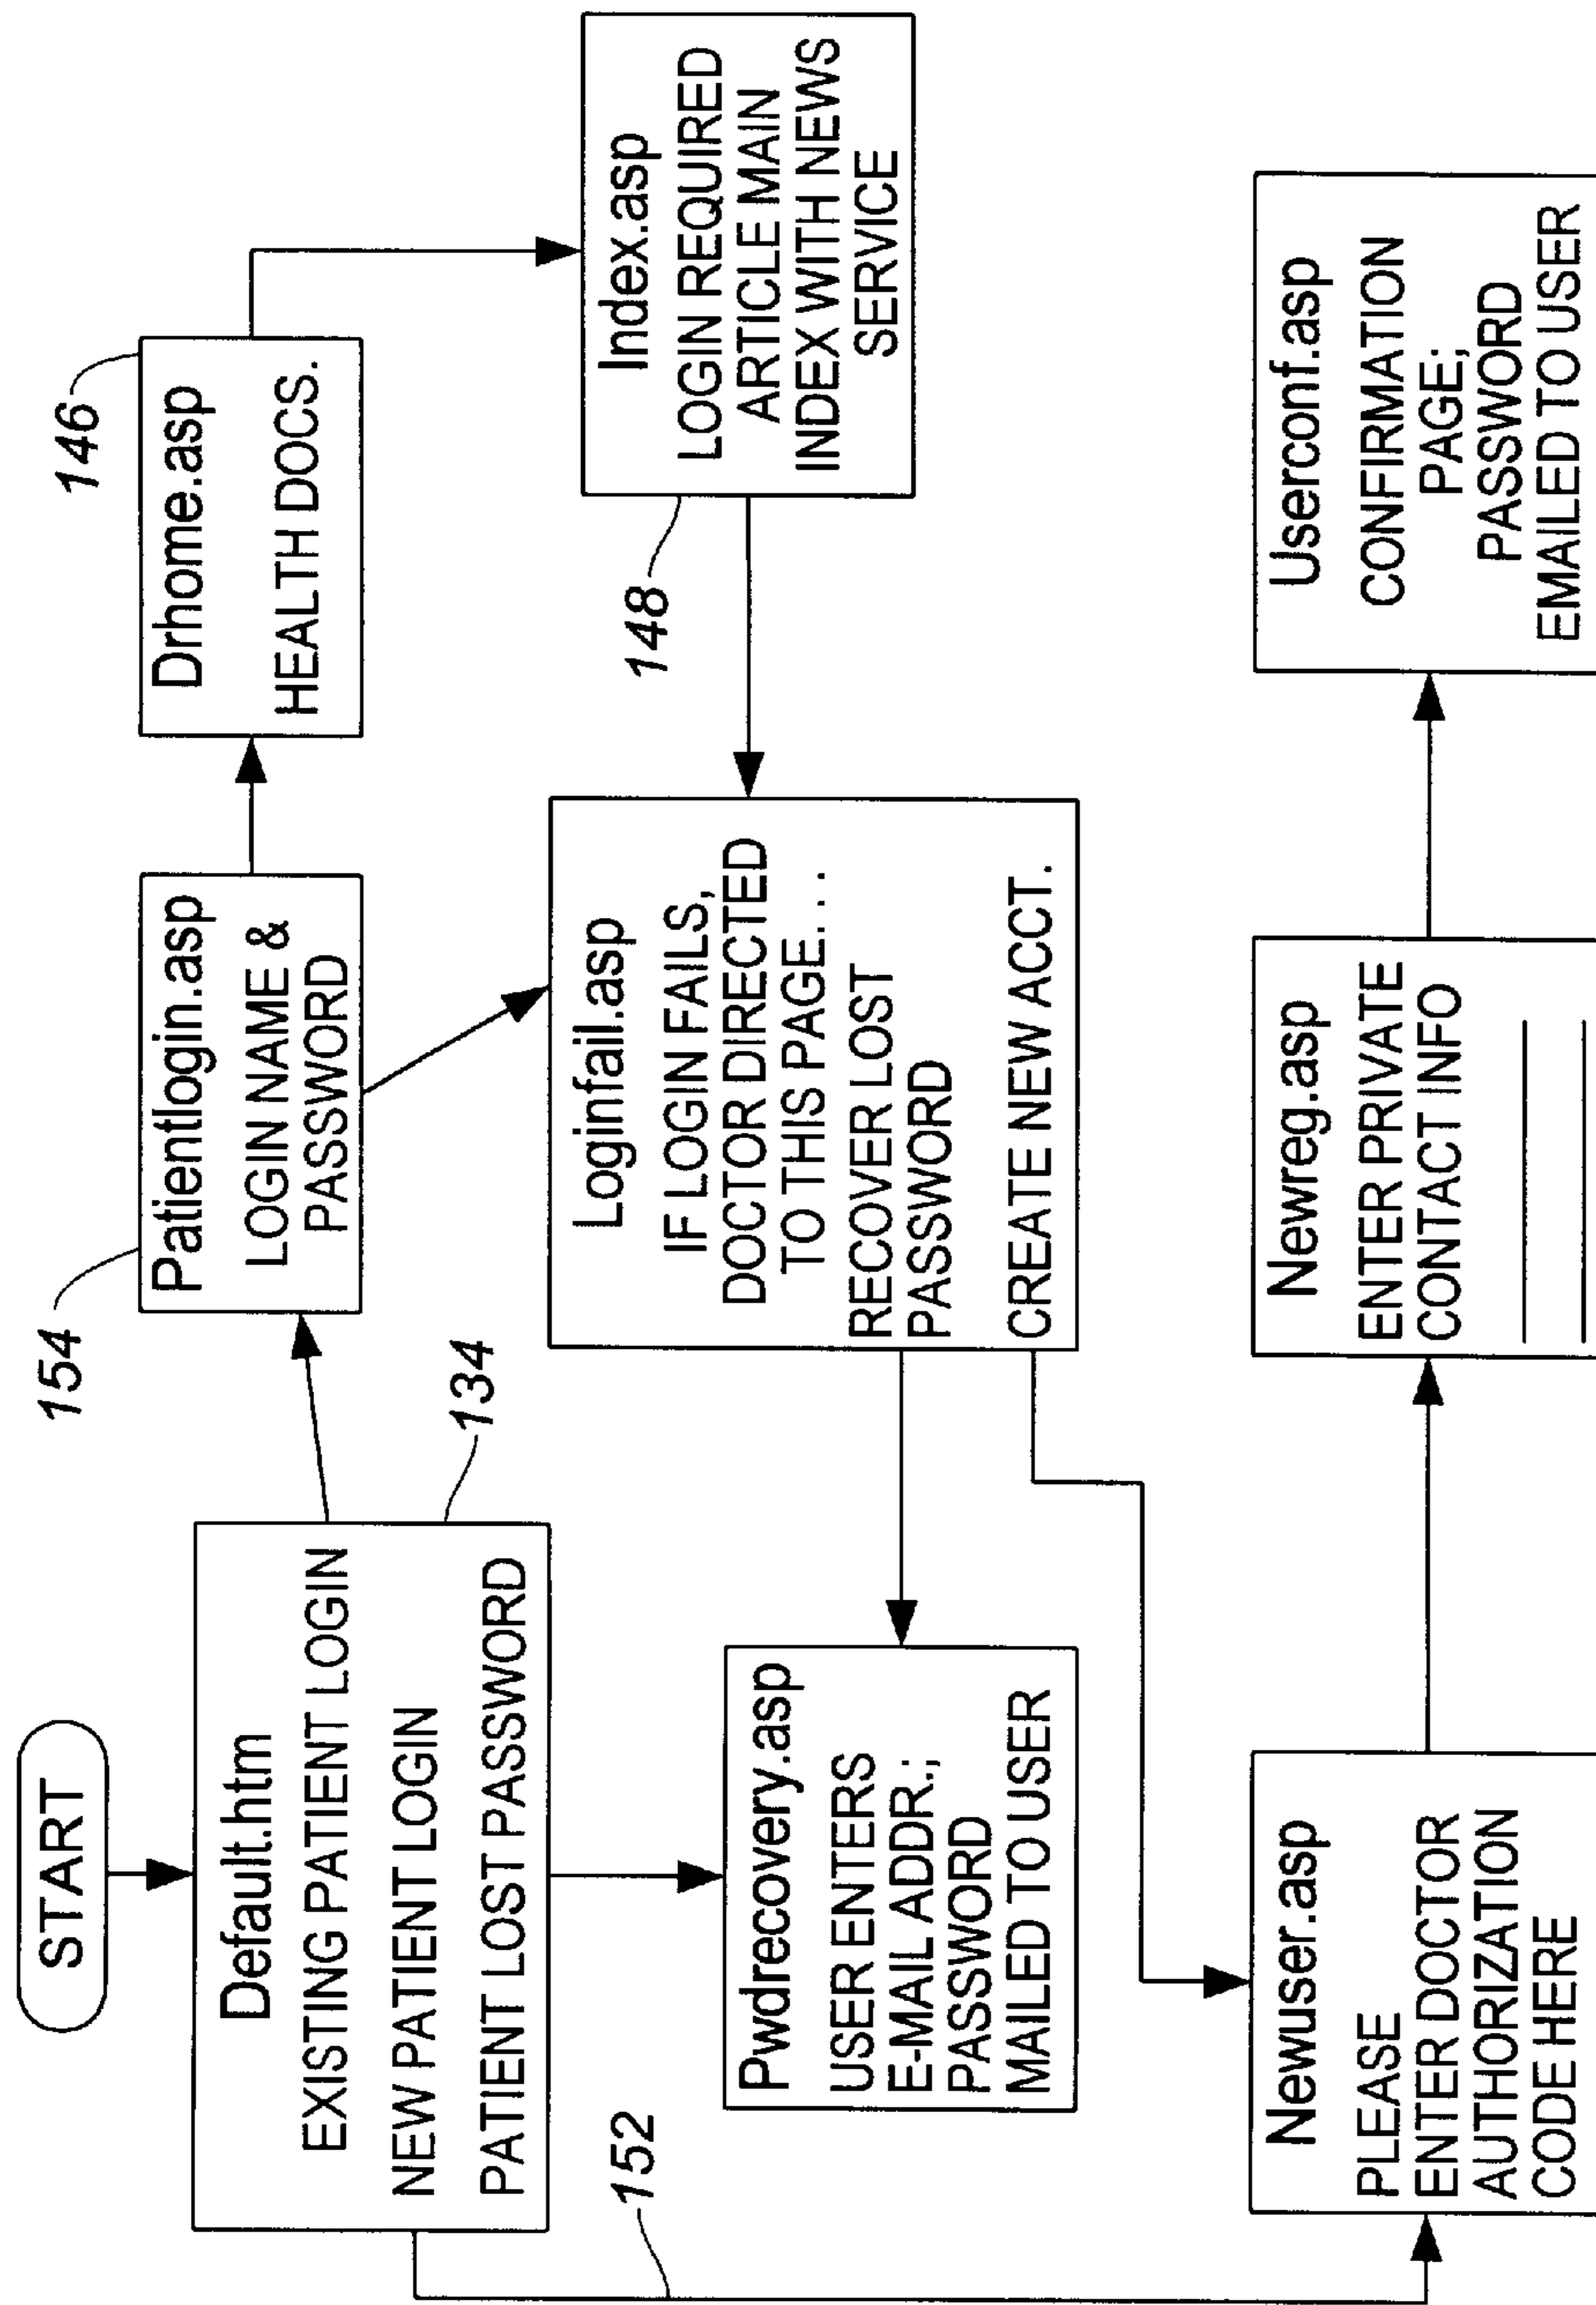 START
Default.htm
EXISTING PATIENT LOGIN
NEW PATIENT LOGIN
PATIENT LOST PASSWORD
134
154
Patientlogin.asp
LOGIN NAME &
PASSWORD
146
Drhome.asp
HEALTH DOCS.
Index.asp
LOGIN REQUIRED
ARTICLE MAIN
INDEX WITH NEWS
SERVICE
148
Loginfail.asp
IF LOGIN FAILS,
DOCTOR DIRECTED
TO THIS PAGE. . .
RECOVER LOST
PASSWORD
CREATE NEW ACCT.
Pwdrecovery.asp
USER ENTERS
E-MAIL ADDR.;
PASSWORD
MAILED TO USER
152
Newuser.asp
PLEASE
ENTER DOCTOR
AUTHORIZATION
CODE HERE
Newreg.asp
ENTER PRIVATE
CONTACT INFO
Userconf.asp
CONFIRMATION
PAGE;
PASSWORD
EMAILED TO USER